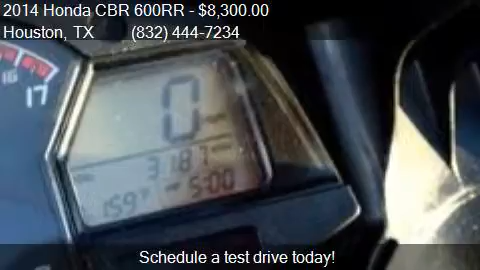 2014 Honda CBR 600RR - $8,300.00
Houston, TX (832) 444-7234
16
17
0
3187
159°F 5:00
Schedule a test drive today!